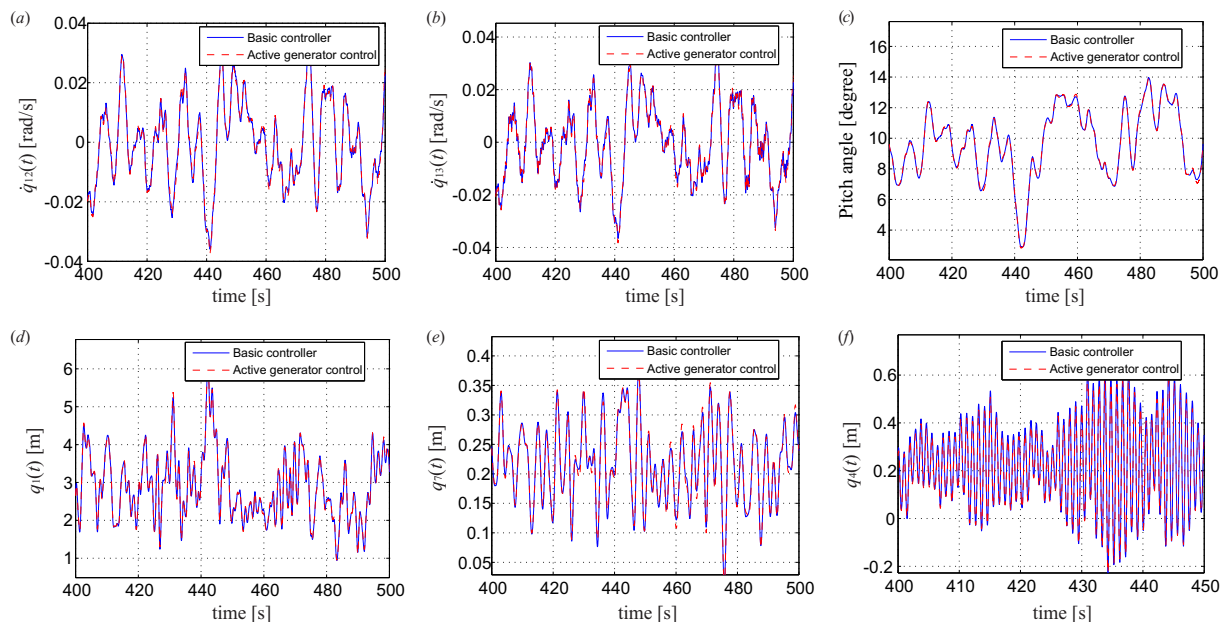 (a)
0.04
0.02
0
-0.02
-0.04
q̇12(t) [rad/s]
Basic controller
Active generator control
400 420 440 460 480 500
time [s]
(b)
0.04
0.02
0
-0.02
-0.04
q̇13(t) [rad/s]
Basic controller
Active generator control
400 420 440 460 480 500
time [s]
(c)
16
14
12
10
8
6
4
Pitch angle [degree]
Basic controller
Active generator control
400 420 440 460 480 500
time [s]
(d)
6
5
4
3
2
1
q1(t) [m]
Basic controller
Active generator control
400 420 440 460 480 500
time [s]
(e)
0.4
0.35
0.3
0.25
0.2
0.15
0.1
0.05
q7(t) [m]
Basic controller
Active generator control
400 420 440 460 480 500
time [s]
(f)
0.6
0.4
0.2
0
-0.2
q4(t) [m]
Basic controller
Active generator control
400 410 420 430 440 450
time [s]